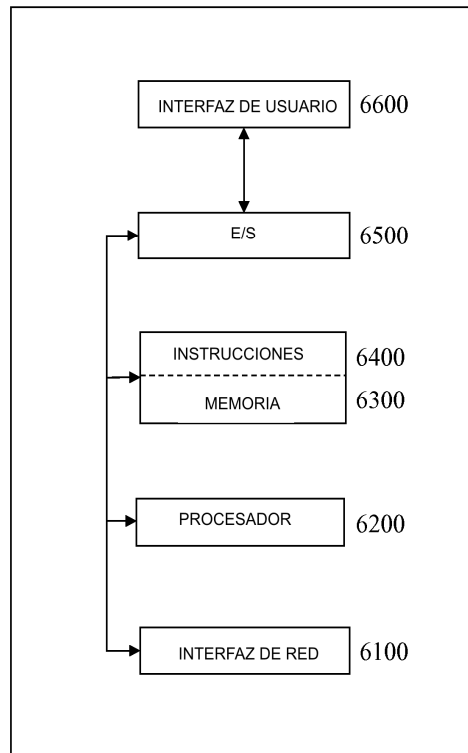 INTERFAZ DE USUARIO 6600
E/S 6500
INSTRUCCIONES 6400
MEMORIA 6300
PROCESADOR 6200
INTERFAZ DE RED 6100